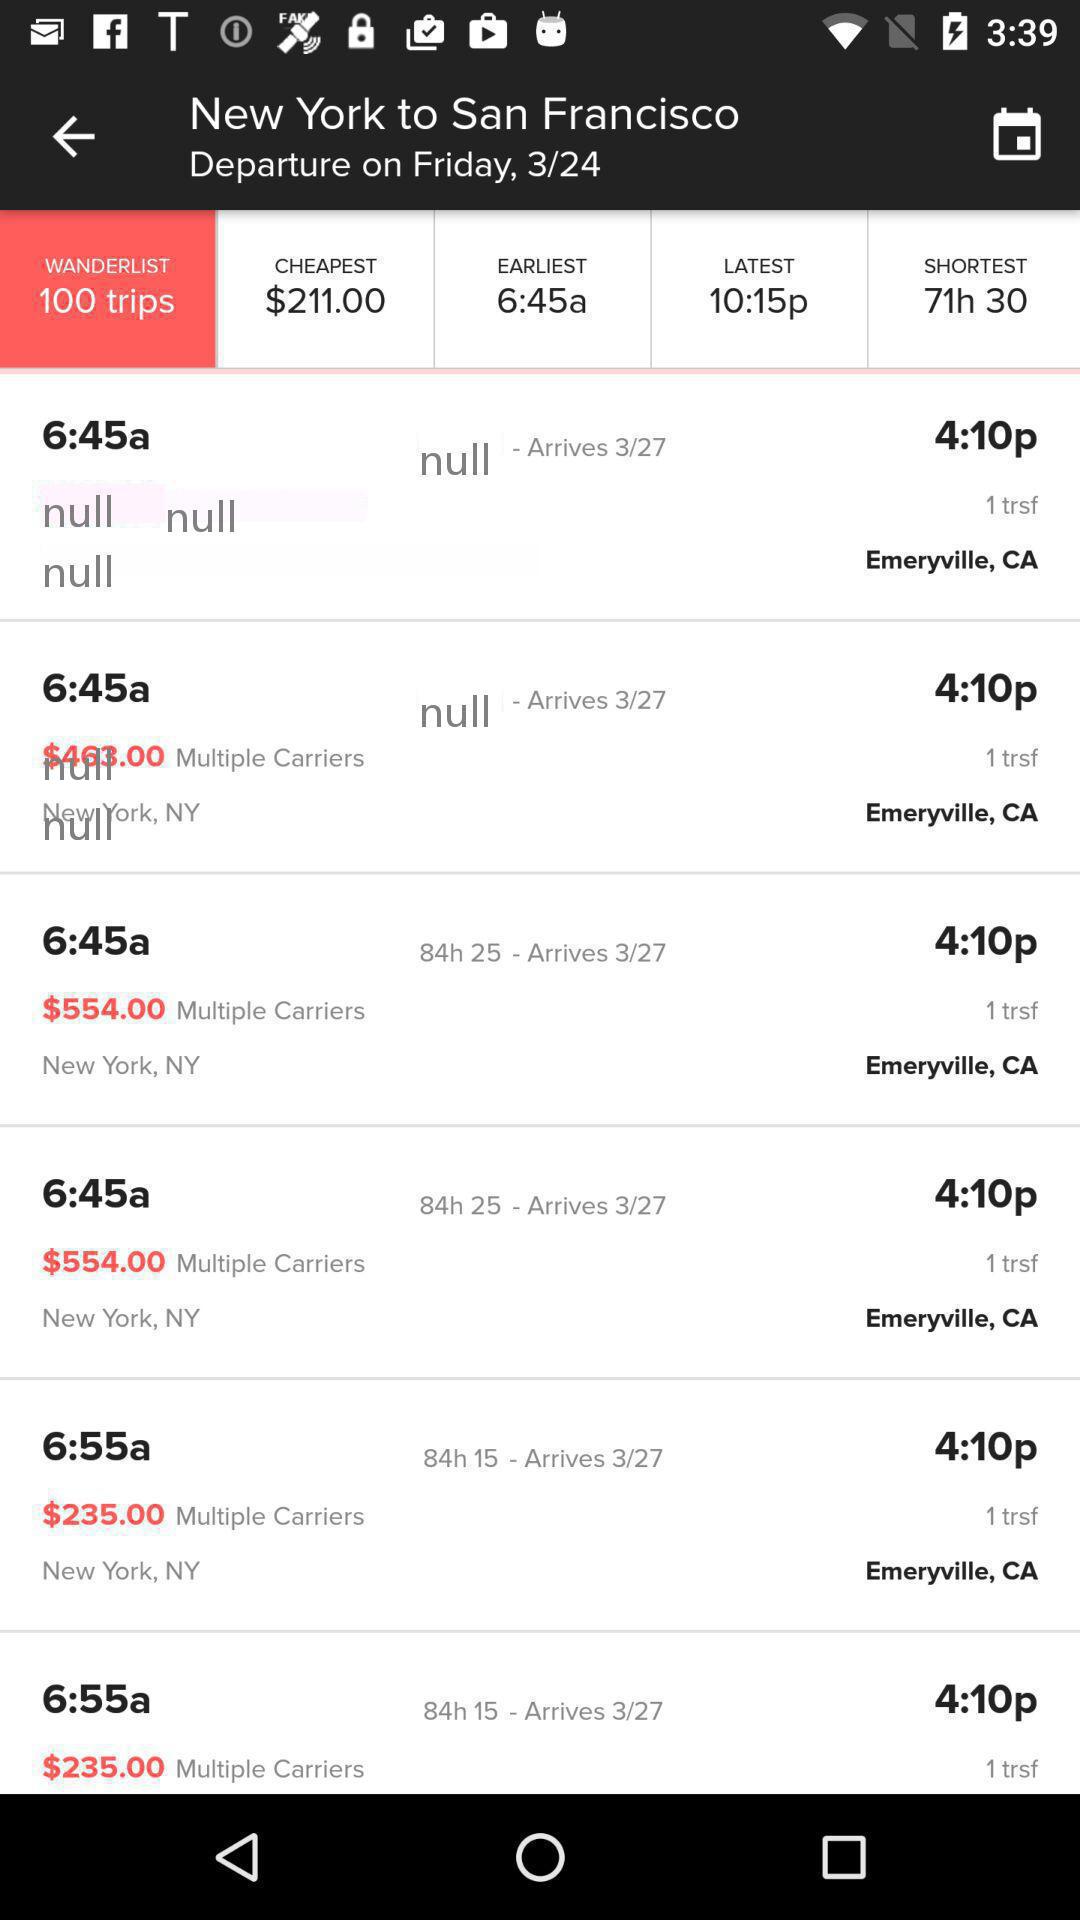 FAKE
3:39
New York to San Francisco
Departure on Friday, 3/24
WANDERLIST CHEAPEST EARLIEST LATEST SHORTEST
100 trips $211.00 6:45a 10:15p 71h 30
6:45a null - Arrives 3/27 4:10p
null null 1 trsf
null Emeryville, CA
6:45a null - Arrives 3/27 4:10p
$463.00 null Multiple Carriers 1 trsf
New York, NY null Emeryville, CA
6:45a 84h 25 - Arrives 3/27 4:10p
$554.00 Multiple Carriers 1 trsf
New York, NY Emeryville, CA
6:45a 84h 25 - Arrives 3/27 4:10p
$554.00 Multiple Carriers 1 trsf
New York, NY Emeryville, CA
6:55a 84h 15 - Arrives 3/27 4:10p
$235.00 Multiple Carriers 1 trsf
New York, NY Emeryville, CA
6:55a 84h 15 - Arrives 3/27 4:10p
$235.00 Multiple Carriers 1 trsf